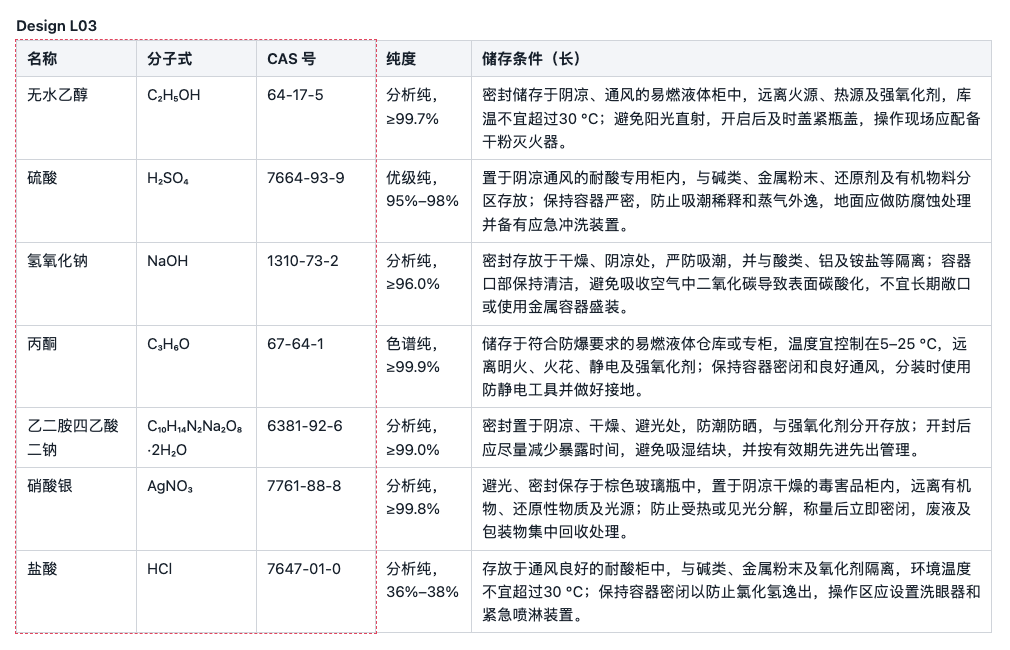 Design L03
名称 分子式 CAS 号 纯度 储存条件（长）
无水乙醇 C₂H₅OH 64-17-5 分析纯， 密封储存于阴凉、通风的易燃液体柜中，远离火源、热源及强氧化剂，库
≥99.7% 温不宜超过30 °C；避免阳光直射，开启后及时盖紧瓶盖，操作现场应配备
干粉灭火器。
硫酸 H₂SO₄ 7664-93-9 优级纯， 置于阴凉通风的耐酸专用柜内，与碱类、金属粉末、还原剂及有机物料分
95%–98% 区存放；保持容器严密，防止吸潮稀释和蒸气外逸，地面应做防腐蚀处理
并备有应急冲洗装置。
氢氧化钠 NaOH 1310-73-2 分析纯， 密封存放于干燥、阴凉处，严防吸潮，并与酸类、铝及铵盐等隔离；容器
≥96.0% 口部保持清洁，避免吸收空气中二氧化碳导致表面碳酸化，不宜长期敞口
或使用金属容器盛装。
丙酮 C₃H₆O 67-64-1 色谱纯， 储存于符合防爆要求的易燃液体仓库或专柜，温度宜控制在5–25 °C，远
≥99.9% 离明火、火花、静电及强氧化剂；保持容器密闭和良好通风，分装时使用
防静电工具并做好接地。
乙二胺四乙酸 C₁₀H₁₄N₂Na₂O₈ 6381-92-6 分析纯， 密封置于阴凉、干燥、避光处，防潮防晒，与强氧化剂分开存放；开封后
二钠 ·2H₂O ≥99.0% 应尽量减少暴露时间，避免吸湿结块，并按有效期先进先出管理。
硝酸银 AgNO₃ 7761-88-8 分析纯， 避光、密封保存于棕色玻璃瓶中，置于阴凉干燥的毒害品柜内，远离有机
≥99.8% 物、还原性物质及光源；防止受热或见光分解，称量后立即密闭，废液及
包装物集中回收处理。
盐酸 HCl 7647-01-0 分析纯， 存放于通风良好的耐酸柜中，与碱类、金属粉末及氧化剂隔离，环境温度
36%–38% 不宜超过30 °C；保持容器密闭以防止氯化氢逸出，操作区应设置洗眼器和
紧急喷淋装置。